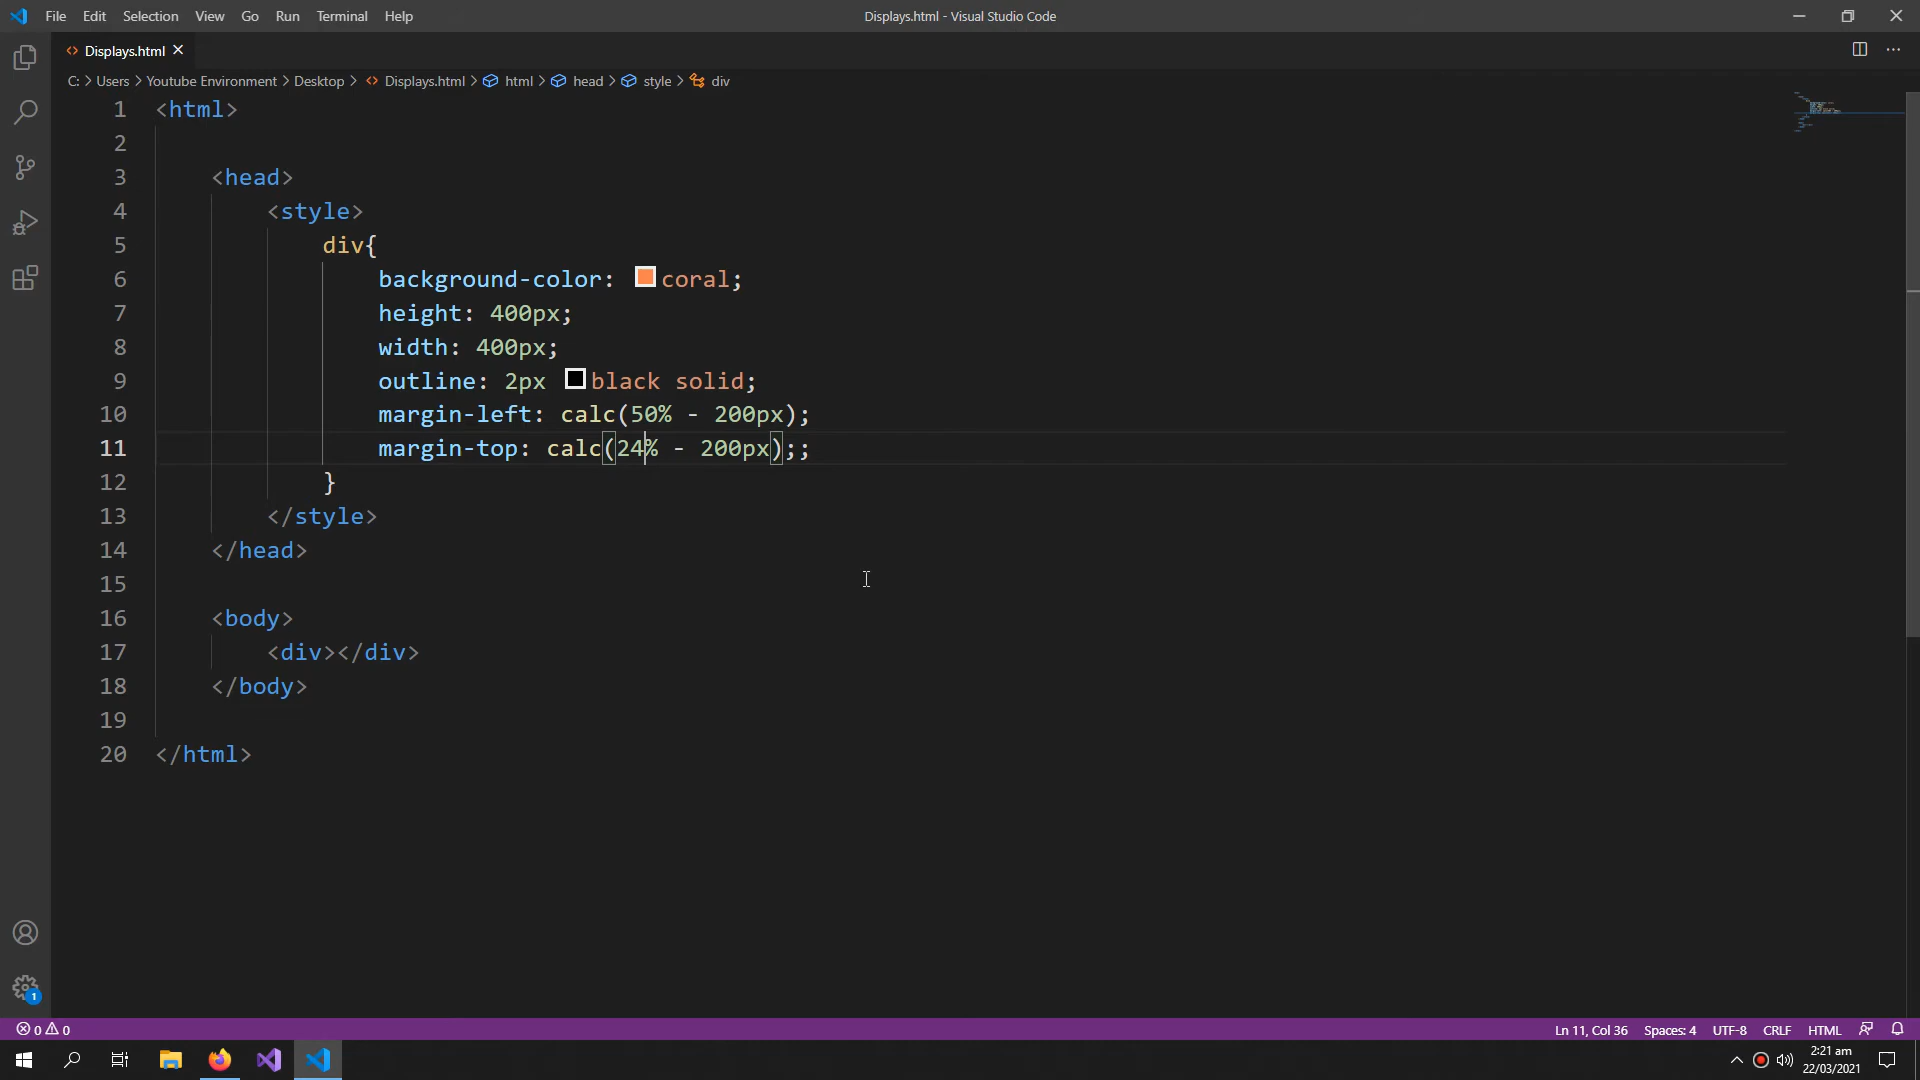 File Edit Selection View Go Run Terminal Help Displays.html - Visual Studio Code
Displays.html
C: > Users > Youtube Environment > Desktop > Displays.html > html > head > style > div
1 <html>
2
3 <head>
4 <style>
5 div{
6 background-color: coral;
7 height: 400px;
8 width: 400px;
9 outline: 2px black solid;
10 margin-left: calc(50% - 200px);
11 margin-top: calc(24% - 200px);;
12 }
13 </style>
14 </head>
15
16 <body>
17 <div></div>
18 </body>
19
20 </html>
1
0 0 Ln 11, Col 36 Spaces: 4 UTF-8 CRLF HTML
2:21 am
22/03/2021